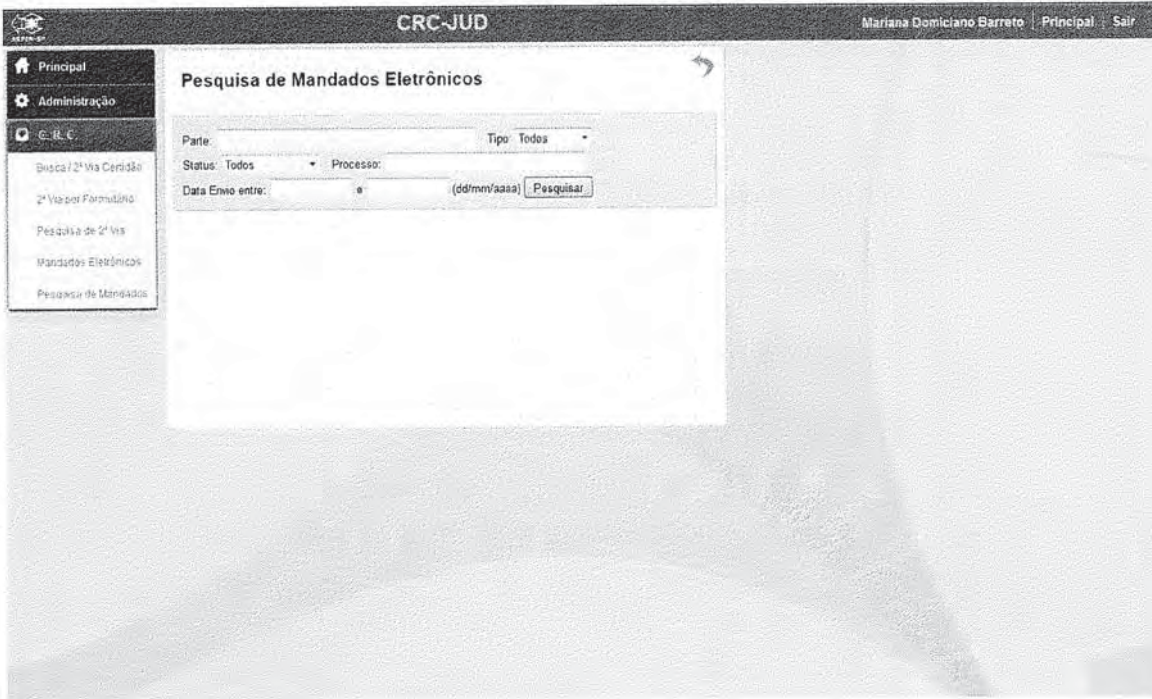 CRC-JUD
Mariana Domiciano Barreto | Principal | Sair
ARPEN-SP
Principal
Administração
C. R. C
Busca / 2ª Via Certidão
2ª Via por Formulário
Pesquisa de 2ª Via
Mandados Eletrônicos
Pesquisa de Mandados
Pesquisa de Mandados Eletrônicos
Parte: Tipo: Todos
Status: Todos Processo:
Data Envio entre: e (dd/mm/aaaa) Pesquisar